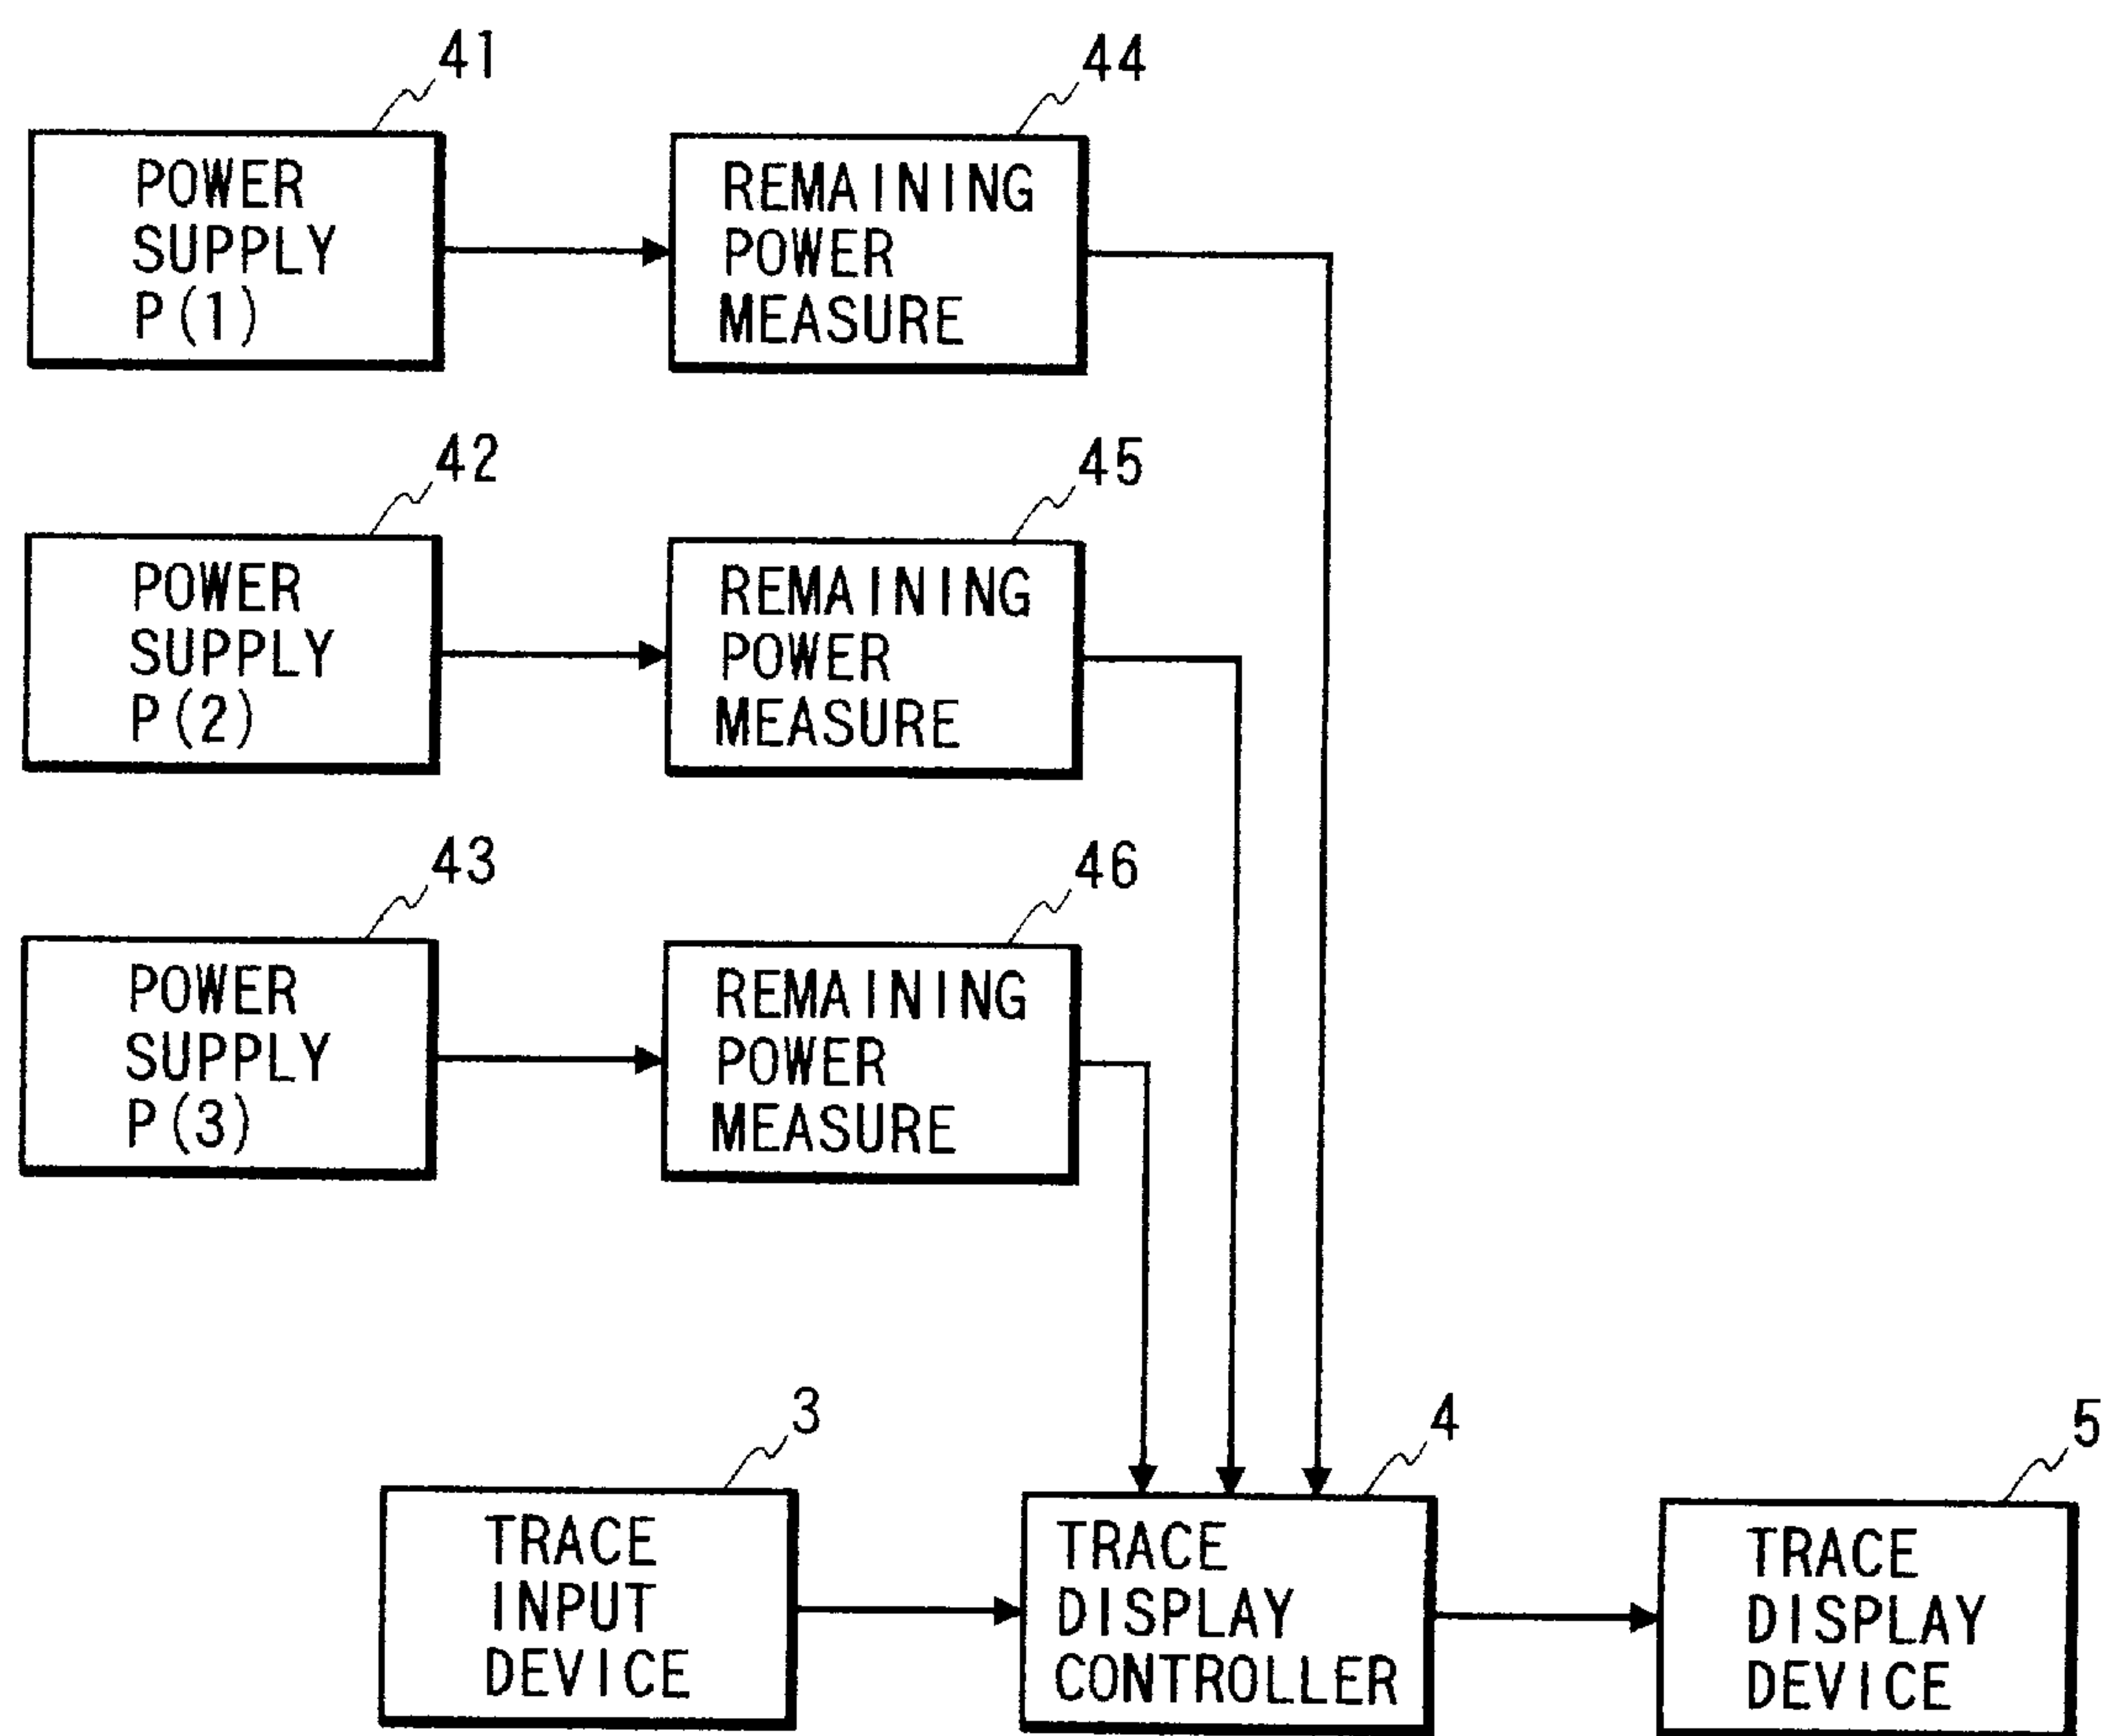 41
44
POWER
SUPPLY
P(1)
REMAINING
POWER
MEASURE
42
45
POWER
SUPPLY
P(2)
REMAINING
POWER
MEASURE
43
46
POWER
SUPPLY
P(3)
REMAINING
POWER
MEASURE
3
4
5
TRACE
INPUT
DEVICE
TRACE
DISPLAY
CONTROLLER
TRACE
DISPLAY
DEVICE